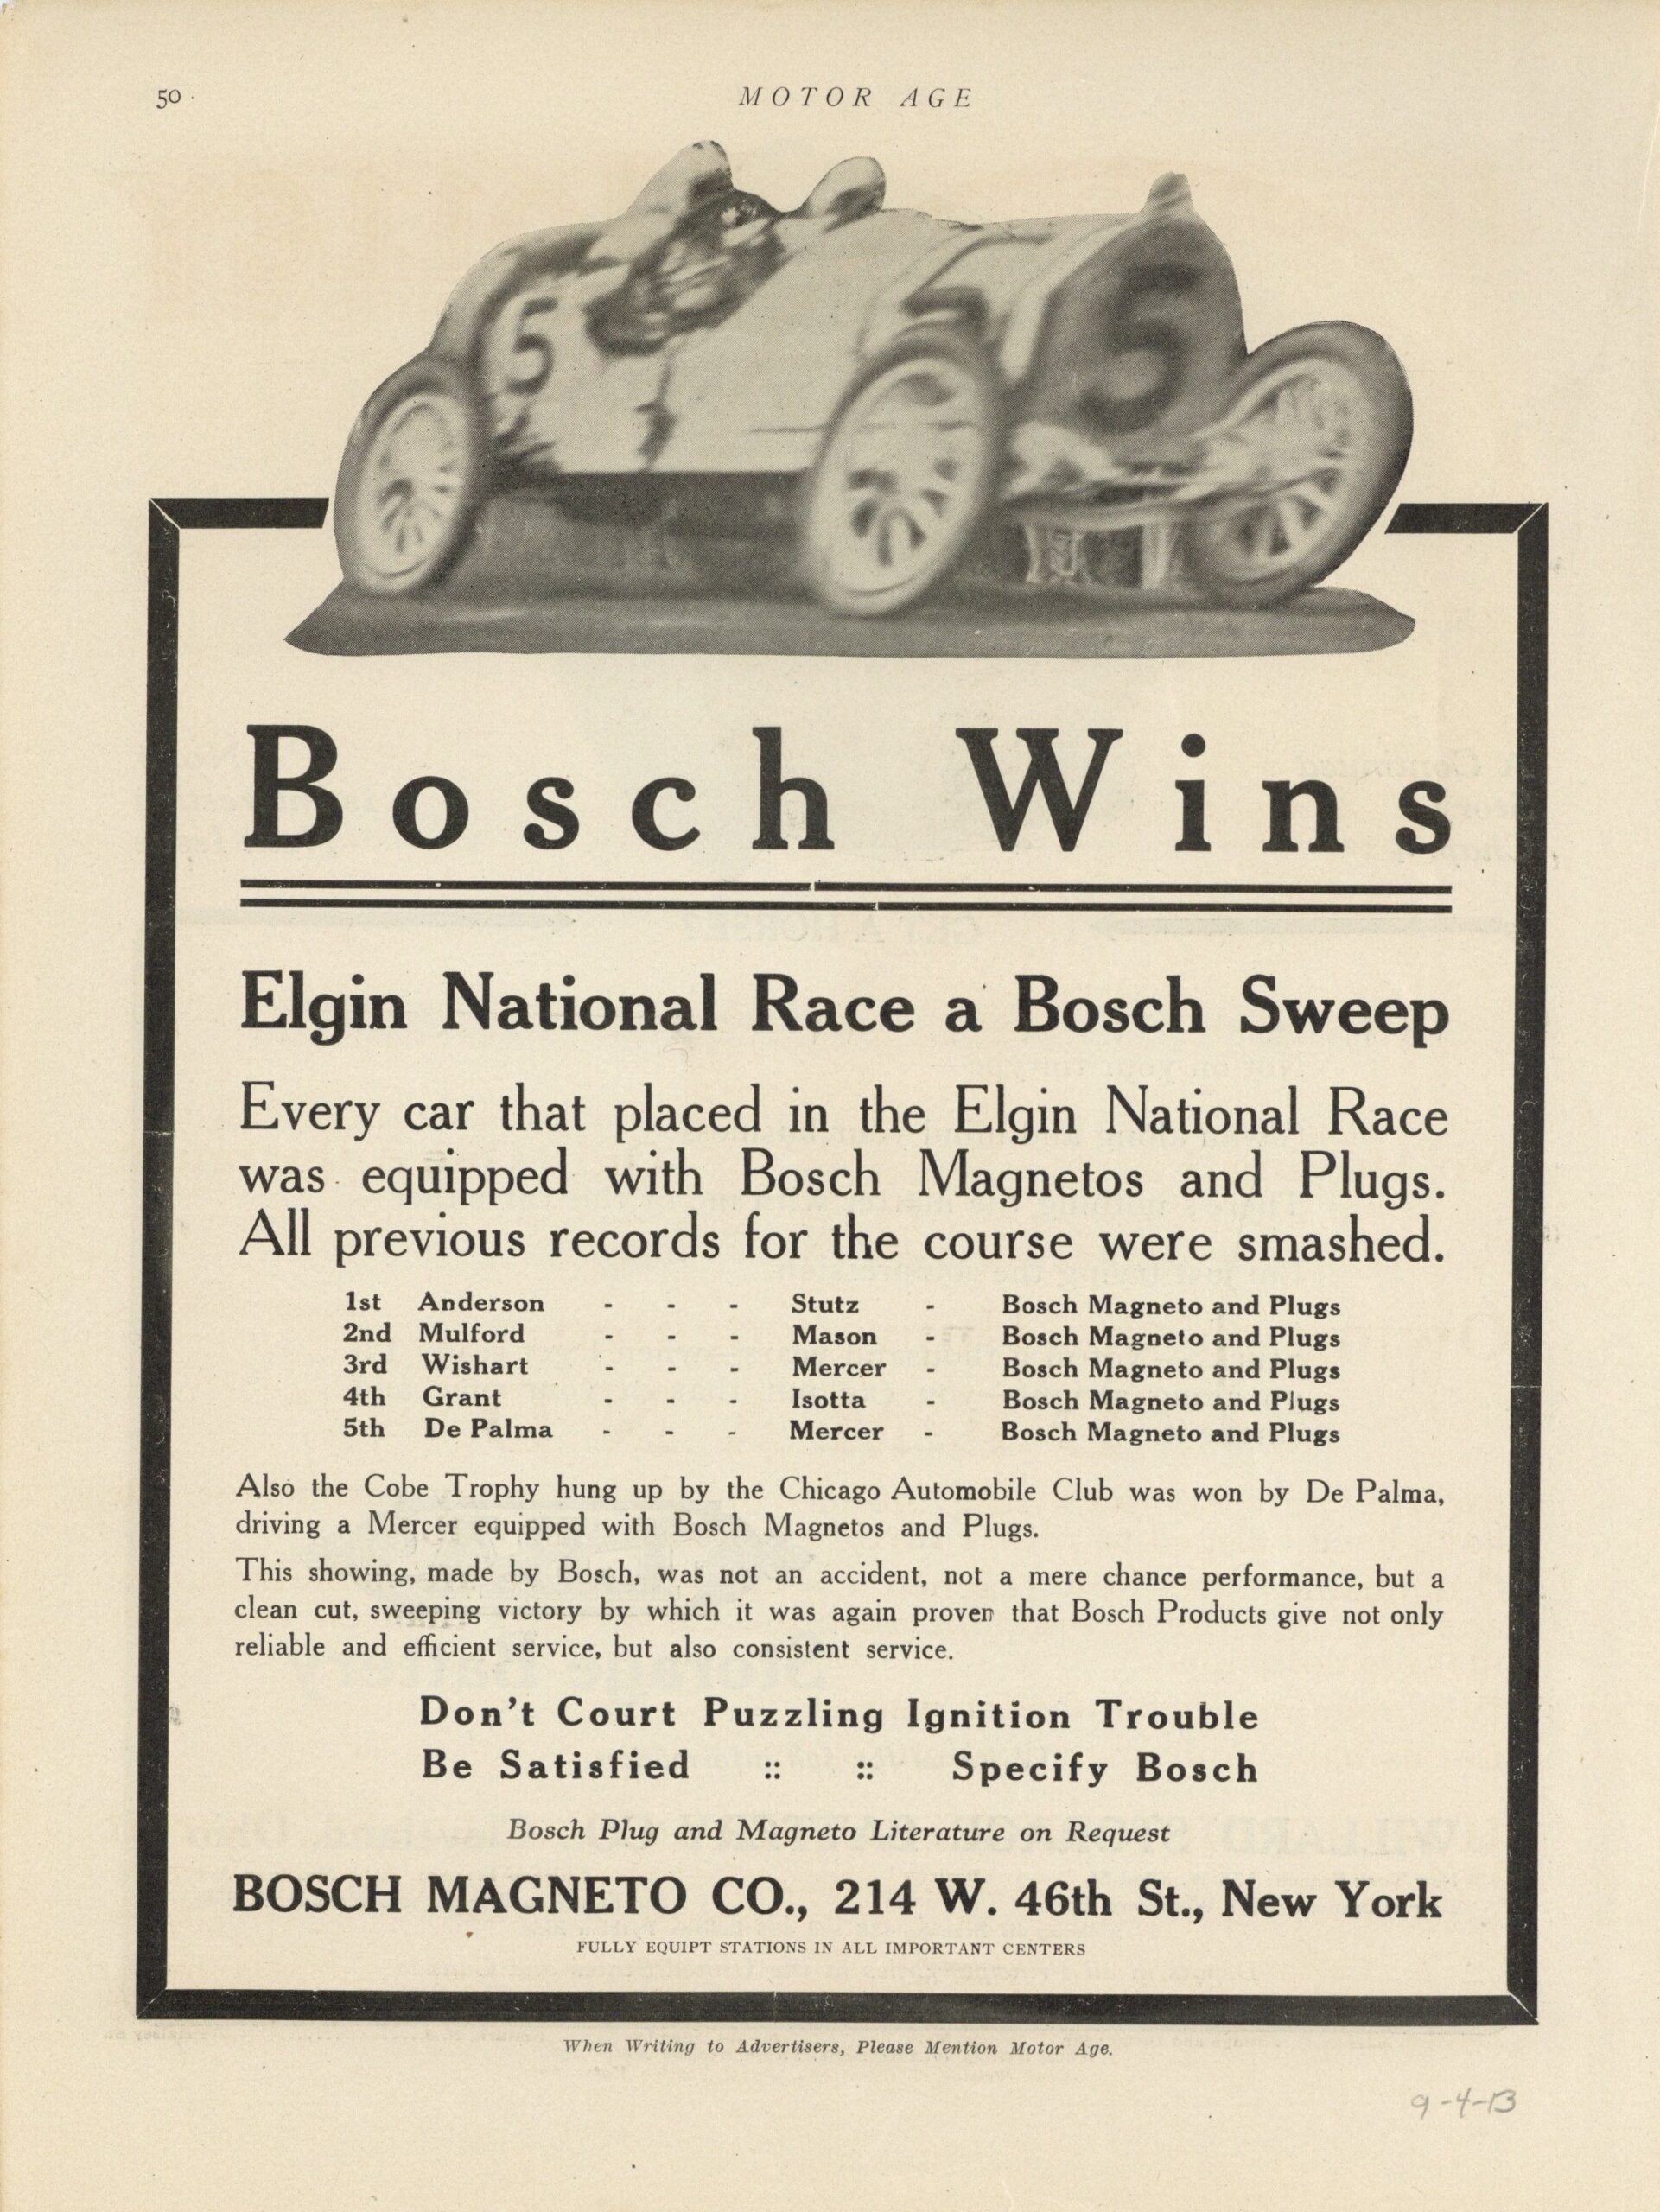 50
MOTOR AGE
5
5
Bosch Wins
Elgin National Race a Bosch Sweep
Every car that placed in the Elgin National Race
was equipped with Bosch Magnetos and Plugs.
All previous records for the course were smashed.
1st Anderson - - - Stutz - Bosch Magneto and Plugs
2nd Mulford - - - Mason - Bosch Magneto and Plugs
3rd Wishart - - - Mercer - Bosch Magneto and Plugs
4th Grant - - - Isotta - Bosch Magneto and Plugs
5th De Palma - - - Mercer - Bosch Magneto and Plugs
Also the Cobe Trophy hung up by the Chicago Automobile Club was won by De Palma,
driving a Mercer equipped with Bosch Magnetos and Plugs.
This showing, made by Bosch, was not an accident, not a mere chance performance, but a
clean cut, sweeping victory by which it was again proven that Bosch Products give not only
reliable and efficient service, but also consistent service.
Don't Court Puzzling Ignition Trouble
Be Satisfied :: :: Specify Bosch
Bosch Plug and Magneto Literature on Request
BOSCH MAGNETO CO., 214 W. 46th St., New York
FULLY EQUIPT STATIONS IN ALL IMPORTANT CENTERS
When Writing to Advertisers, Please Mention Motor Age.
9-4-13